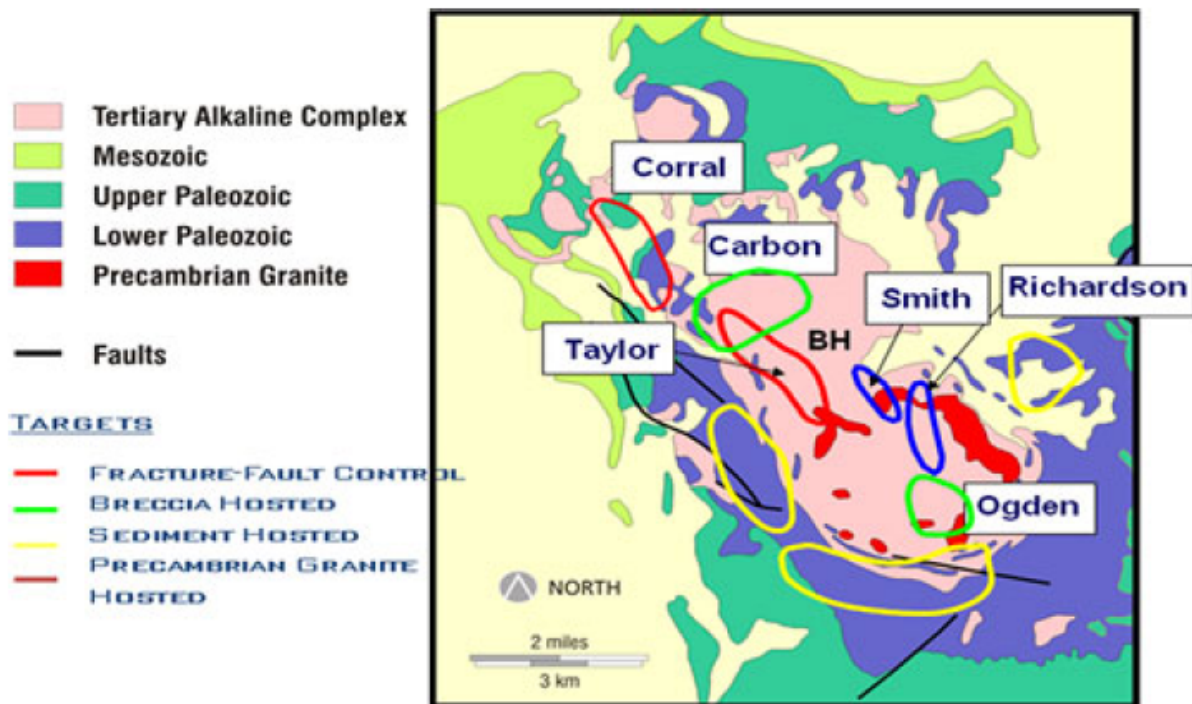 Tertiary Alkaline Complex
Mesozoic
Upper Paleozoic
Lower Paleozoic
Precambrian Granite
Faults
TARGETS
FRACTURE-FAULT CONTROL
BRECCIA HOSTED
SEDIMENT HOSTED
PRECAMBRIAN GRANITE
HOSTED
Corral
Carbon
Smith
Richardson
Taylor
BH
Ogden
NORTH
2 miles
3 km